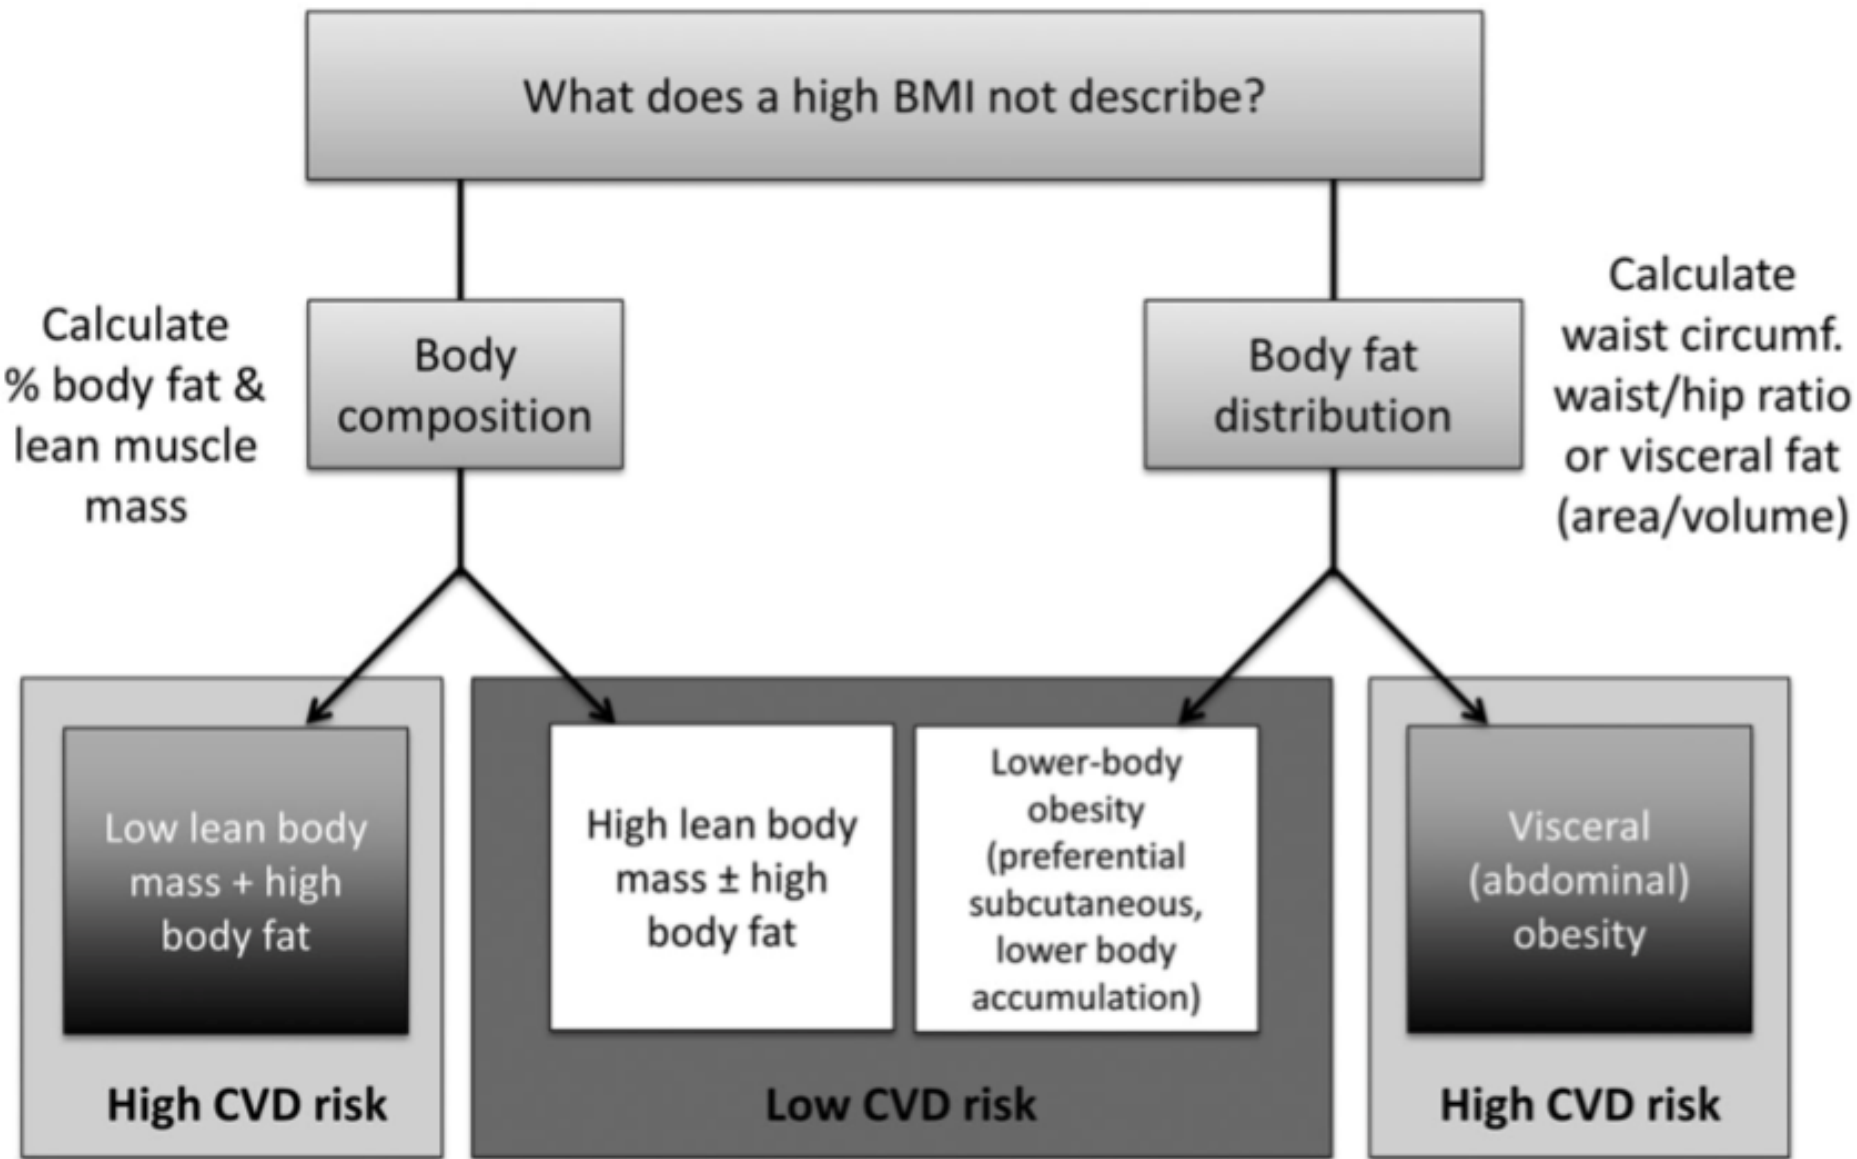 What does a high BMI not describe?
Calculate
% body fat &
lean muscle
mass
Body
composition
Body fat
distribution
Calculate
waist circumf.
waist/hip ratio
or visceral fat
(area/volume)
Low lean body
mass + high
body fat
High CVD risk
High lean body
mass ± high
body fat
Lower-body
obesity
(preferential
subcutaneous,
lower body
accumulation)
Low CVD risk
Visceral
(abdominal)
obesity
High CVD risk